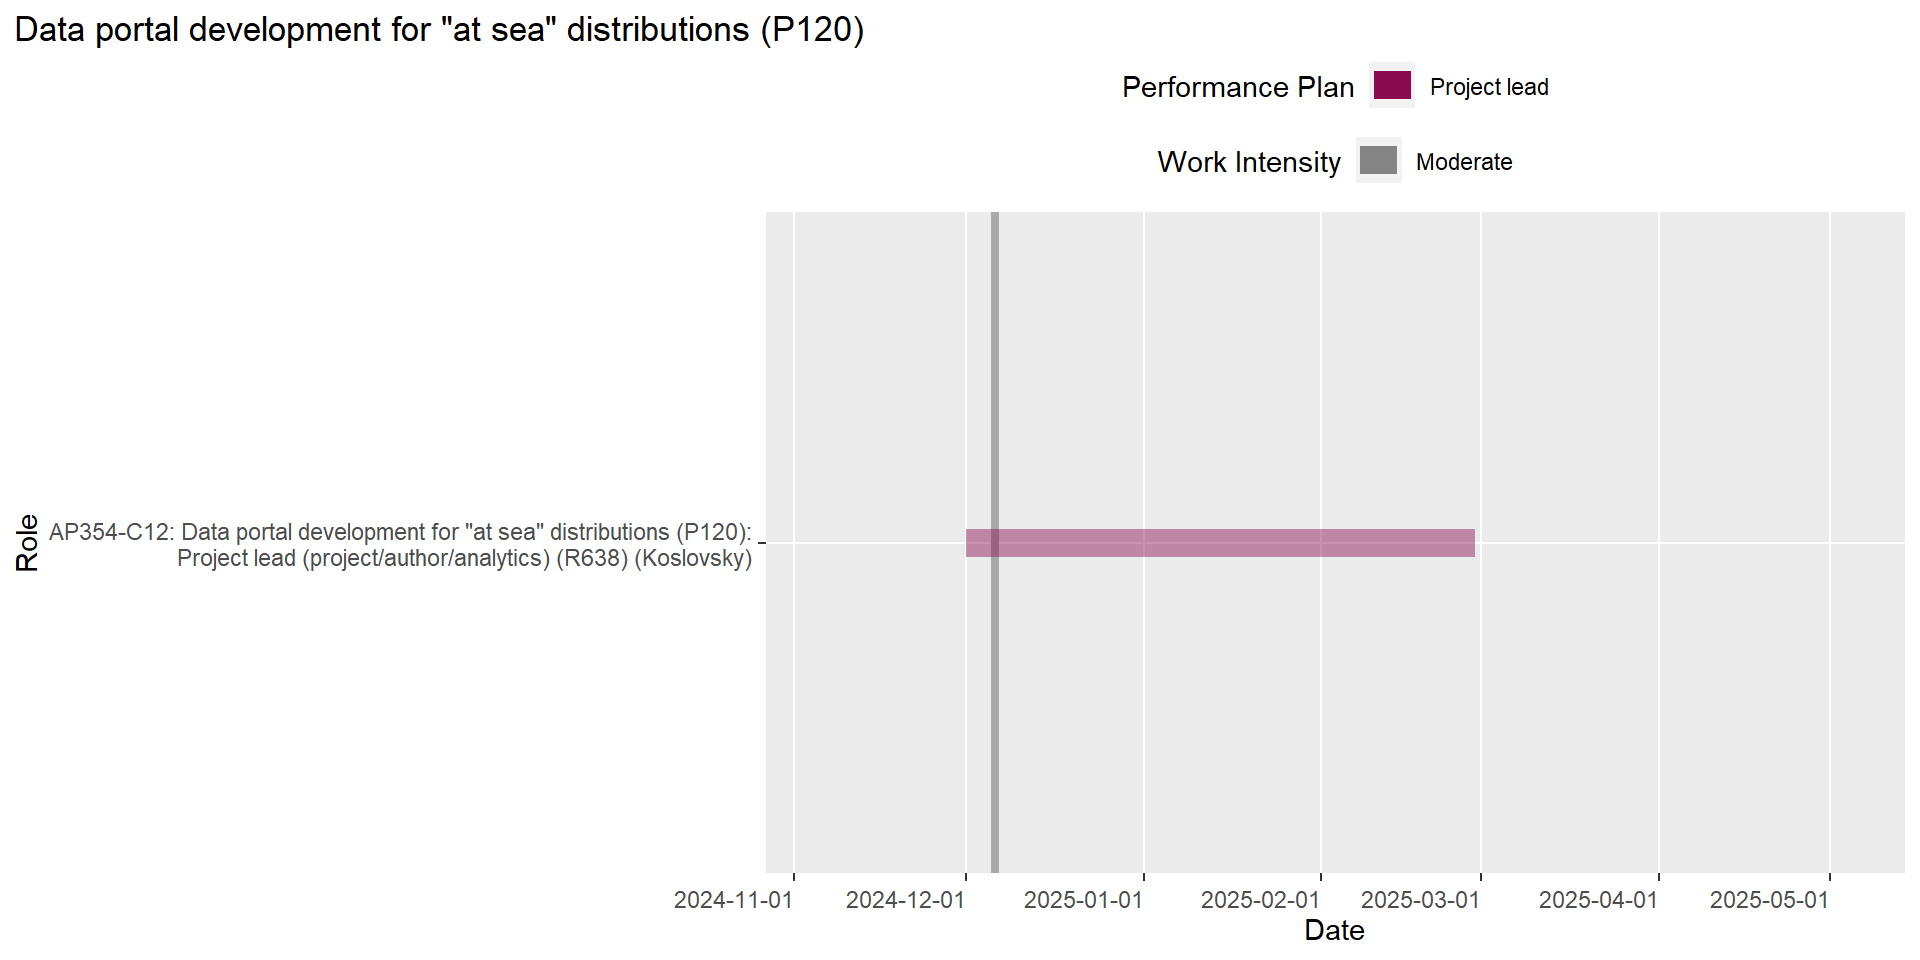 Data portal development for "at sea" distributions (P120)
Performance Plan Project lead
Work Intensity Moderate
Role
AP354-C12: Data portal development for "at sea" distributions (P120):
Project lead (project/author/analytics) (R638) (Koslovsky)
2024-11-01 2024-12-01 2025-01-01 2025-02-01 2025-03-01 2025-04-01 2025-05-01
Date